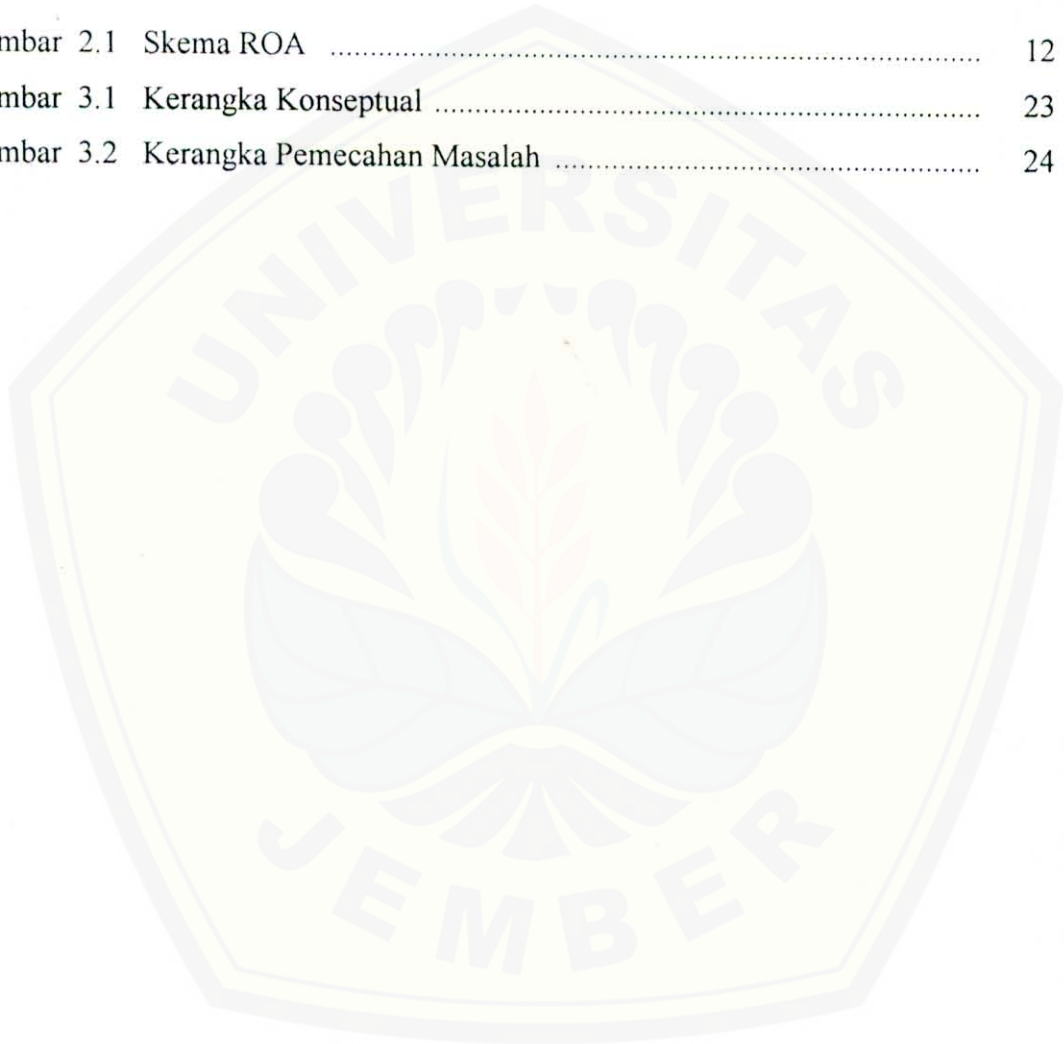 mbar 2.1 Skema ROA ........................................ 12
mbar 3.1 Kerangka Konseptual ........................................ 23
mbar 3.2 Kerangka Pemecahan Masalah ........................................ 24
UNIVERSITAS
JEMBER